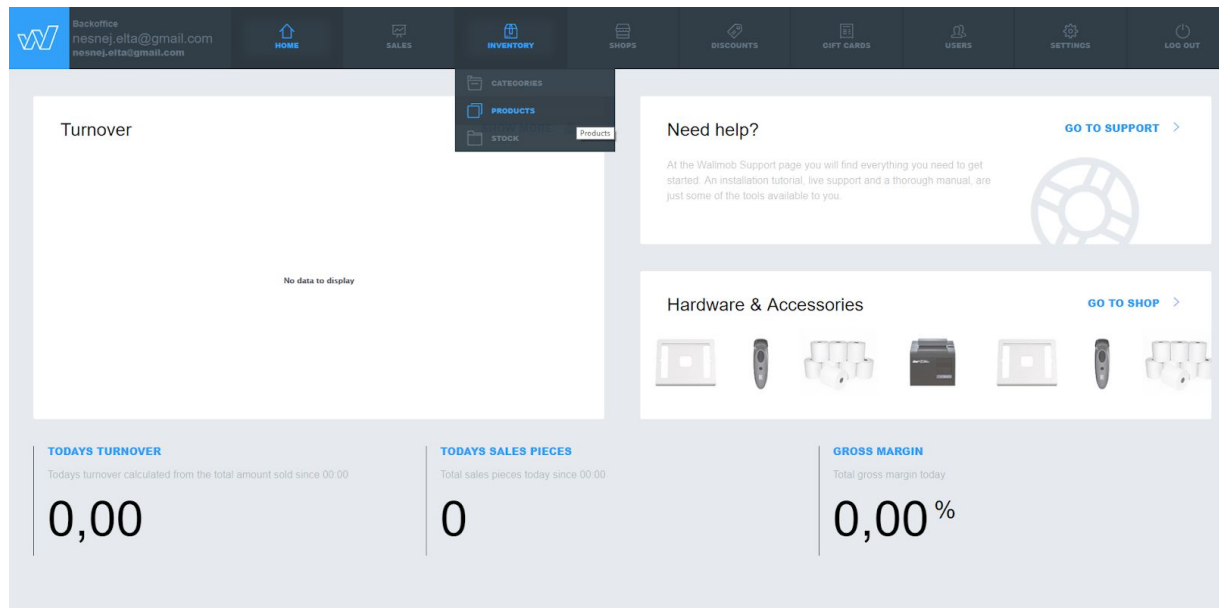 Backoffice
nesnej.elta@gmail.com
nesnej.elta@gmail.com
HOME
SALES
INVENTORY
SHOPS
DISCOUNTS
GIFT CARDS
USERS
SETTINGS
LOG OUT
CATEGORIES
PRODUCTS
STOCK
Products
Turnover
No data to display
Need help?
GO TO SUPPORT
At the Wallmob Support page you will find everything you need to get
started. An installation tutorial, live support and a thorough manual, are
just some of the tools available to you.
Hardware & Accessories
GO TO SHOP
TODAYS TURNOVER
Todays turnover calculated from the total amount sold since 00:00
0,00
TODAYS SALES PIECES
Total sales pieces today since 00:00
0
GROSS MARGIN
Total gross margin today
0,00 %